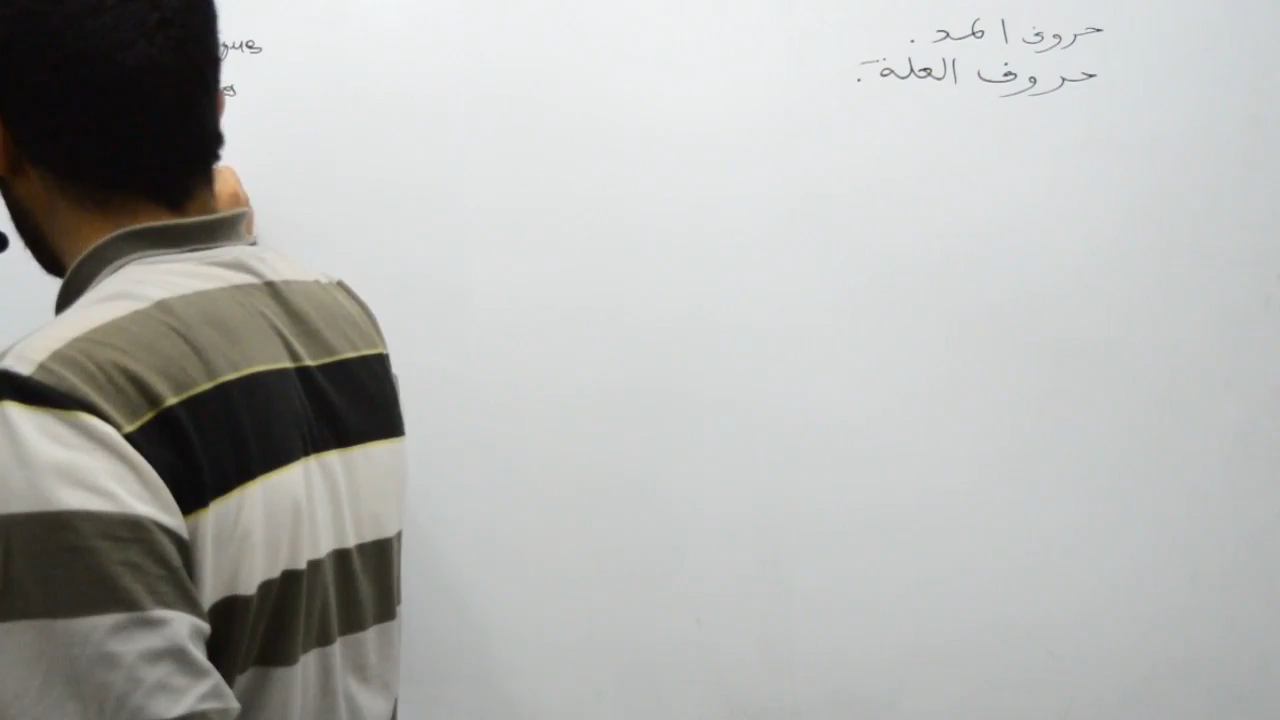 حروف المد .
حروف العلة .